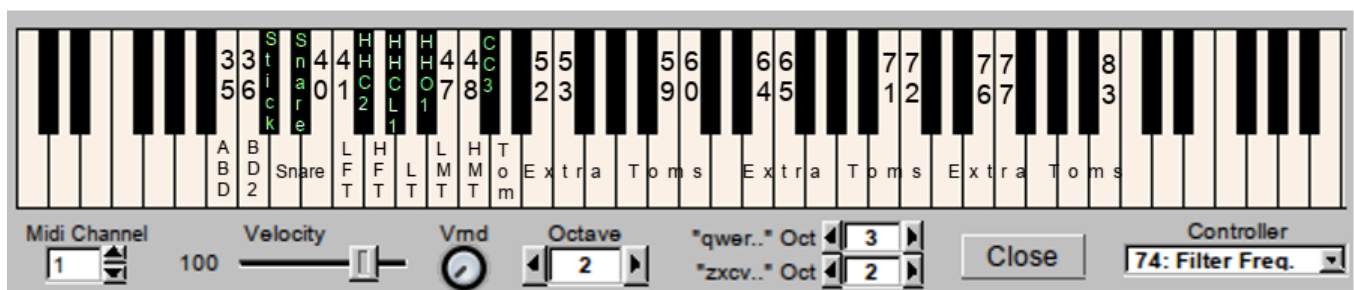 35 36 Stick Snare 40 41 HHC2 HHCL1 HHO1 47 48 CC3 52 53 59 60 64 65 71 72 76 77 83
ABD BD2 Snare LFT HFT LT LMT HMT Tom Extra Toms Extra Toms Extra Toms
Midi Channel Velocity Vrnd Octave "qwer.." Oct 3 Close Controller
1 100 2 "zxcv.." Oct 2 74: Filter Freq.